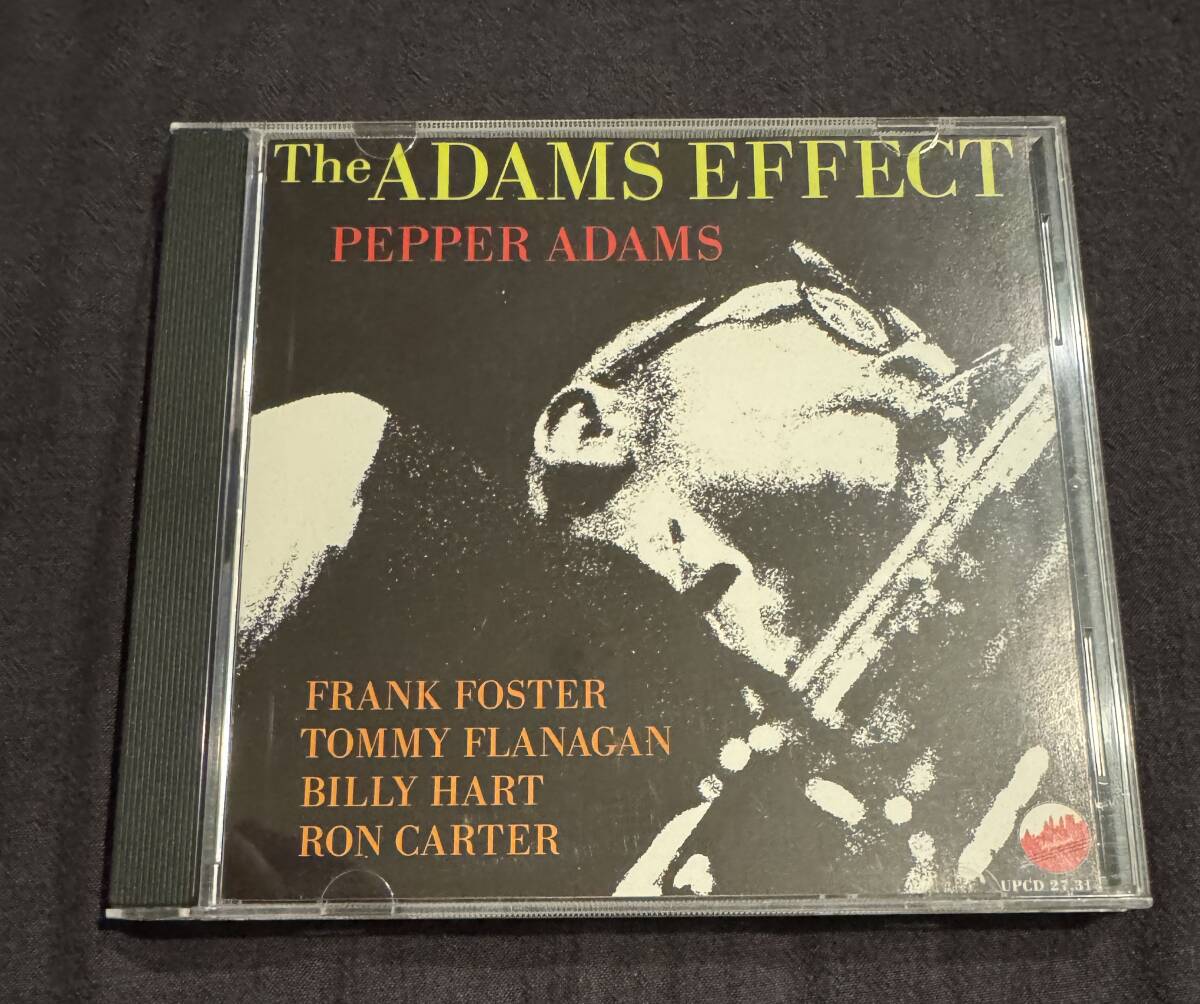 The ADAMS EFFECT
PEPPER ADAMS
FRANK FOSTER
TOMMY FLANAGAN
BILLY HART
RON CARTER
UPCD 27.31